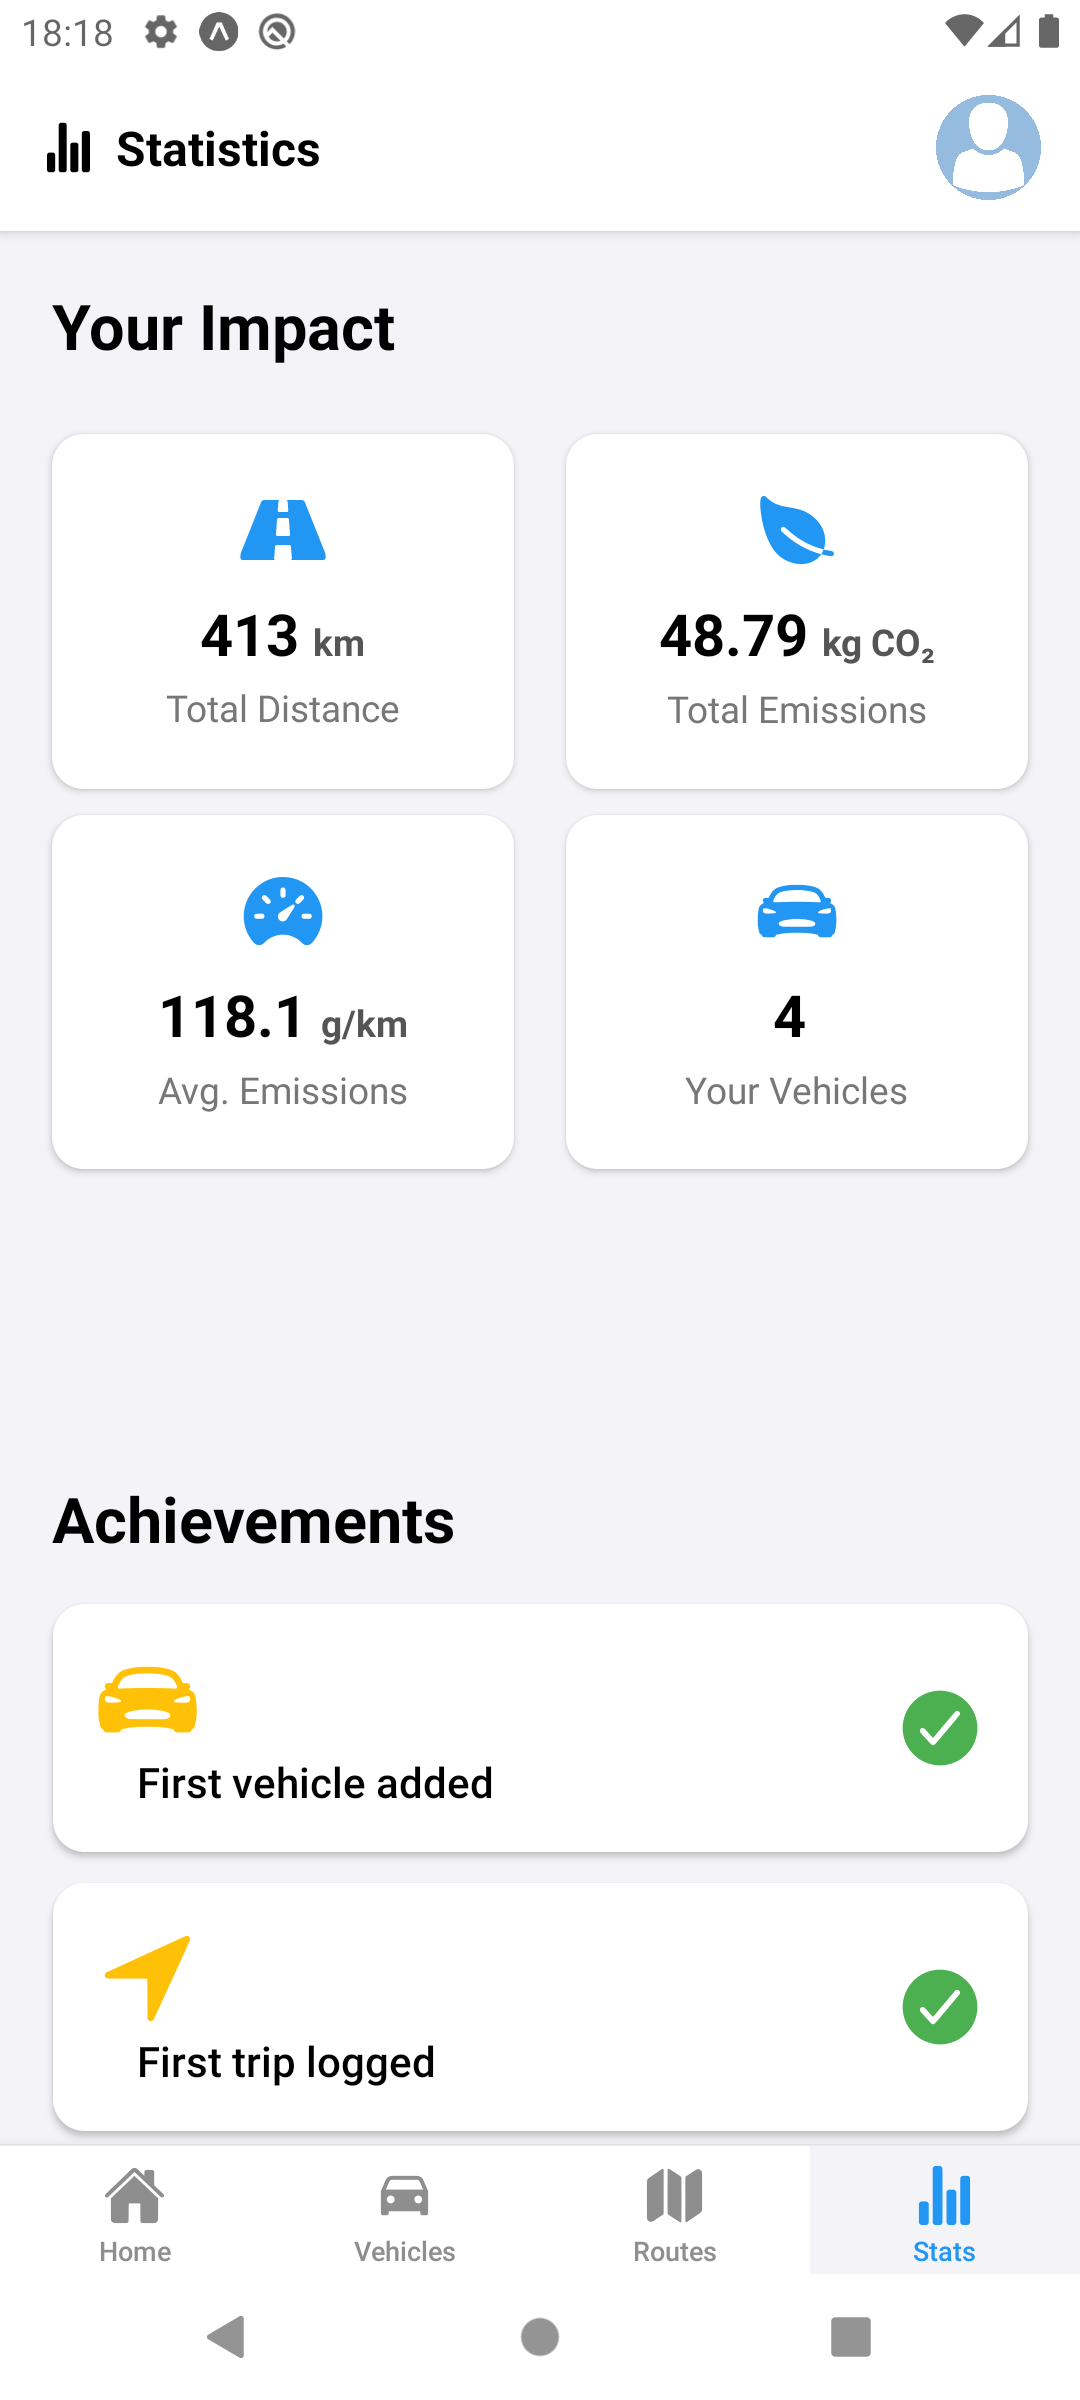 18:18
Statistics
Your Impact
413 km
Total Distance
48.79 kg CO₂
Total Emissions
118.1 g/km
Avg. Emissions
4
Your Vehicles
Achievements
First vehicle added
First trip logged
Home
Vehicles
Routes
Stats